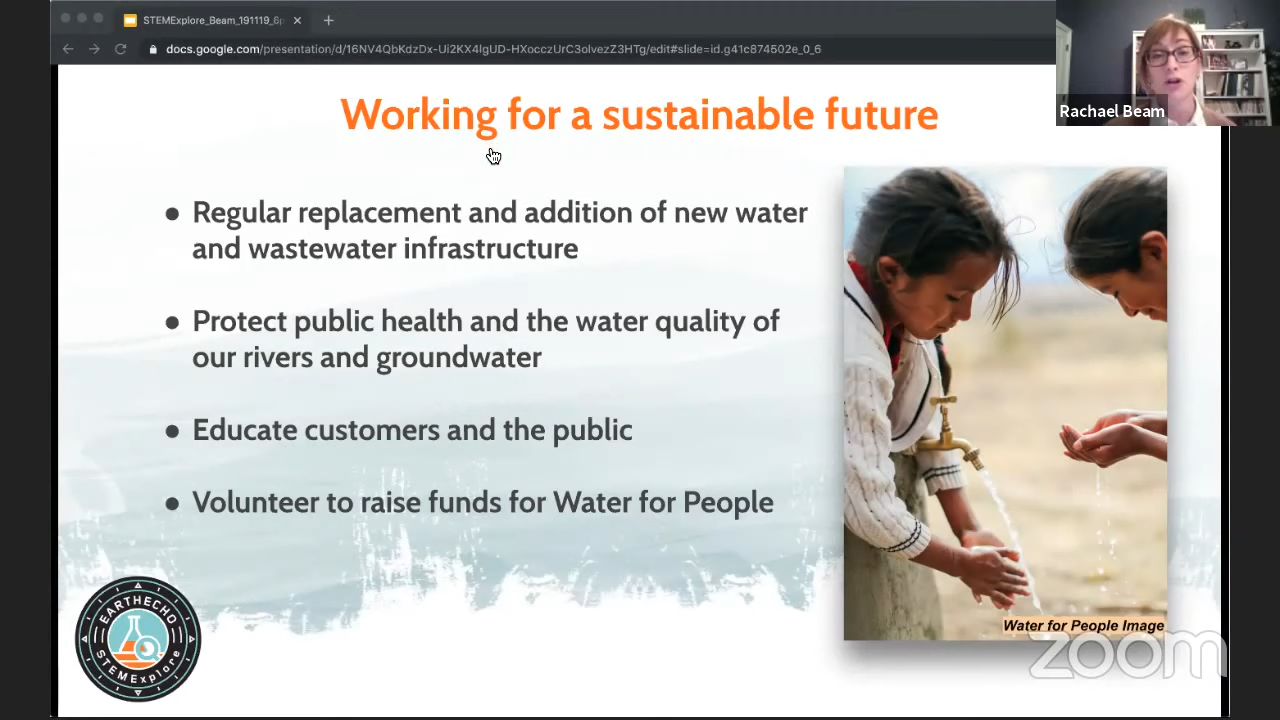 STEMExplore_Beam_191119_6p
docs.google.com/presentation/d/16NV4QbKdzDx-Ui2KX4IgUD-HXocczUrC3olvezZ3HTg/edit#slide=id.g41c874502e_0_6
Rachael Beam
Working for a sustainable future
● Regular replacement and addition of new water
and wastewater infrastructure
● Protect public health and the water quality of
our rivers and groundwater
● Educate customers and the public
● Volunteer to raise funds for Water for People
EARTHECHO
STEMExplore
Water for People Image
zoom